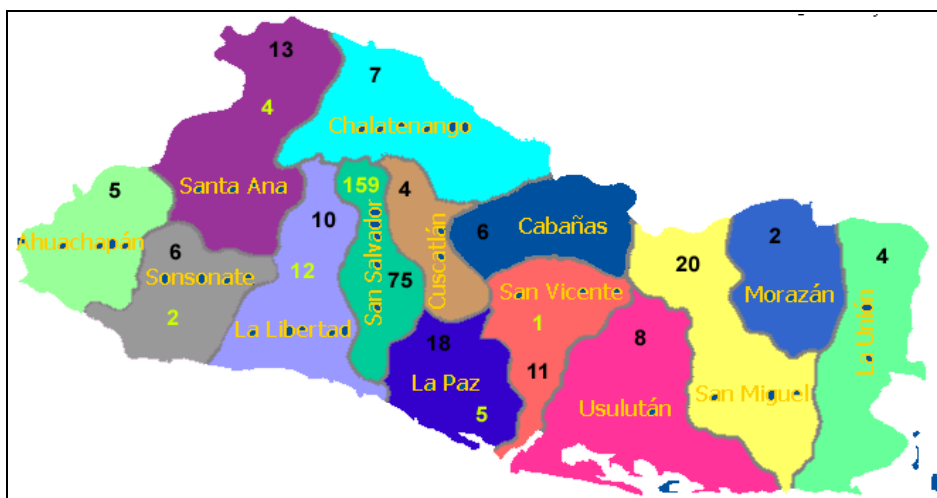 13
7
4
Chalatenango
5
Santa Ana
159
4
10
6
Cabañas
2
20
4
Ahuachapán
6
Sonsonate
12
San Salvador
75
Cuscatlán
San Vicente
Morazán
La Unión
2
La Libertad
1
18
8
La Paz
11
San Miguel
5
Usulután